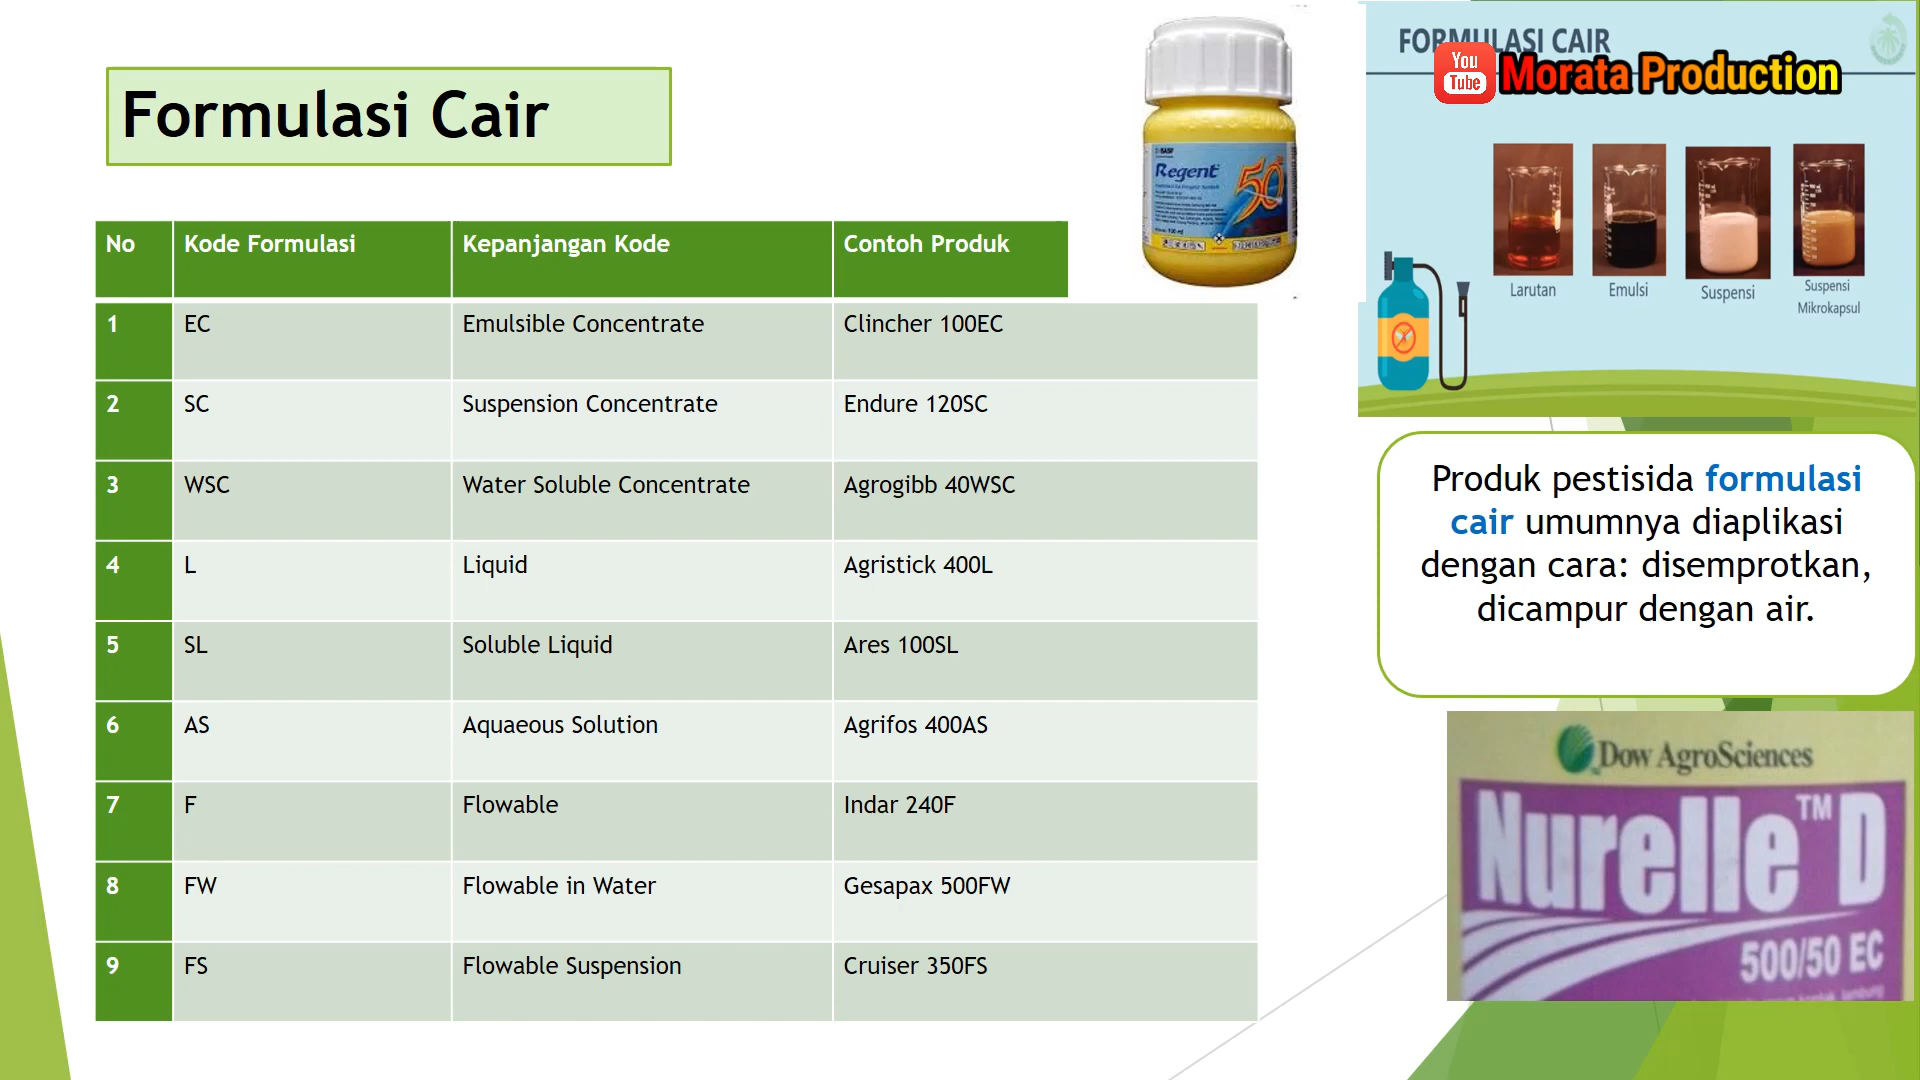 Formulasi Cair
No Kode Formulasi Kepanjangan Kode Contoh Produk
1 EC Emulsible Concentrate Clincher 100EC
2 SC Suspension Concentrate Endure 120SC
3 WSC Water Soluble Concentrate Agrogibb 40WSC
4 L Liquid Agristick 400L
5 SL Soluble Liquid Ares 100SL
6 AS Aquaeous Solution Agrifos 400AS
7 F Flowable Indar 240F
8 FW Flowable in Water Gesapax 500FW
9 FS Flowable Suspension Cruiser 350FS
BASF
Regent 50
FORMULASI CAIR
You
Tube
Morata Production
Larutan Emulsi Suspensi Suspensi
Mikrokapsul
Produk pestisida formulasi
cair umumnya diaplikasi
dengan cara: disemprotkan,
dicampur dengan air.
Dow AgroSciences
Nurelle™ D
500/50 EC